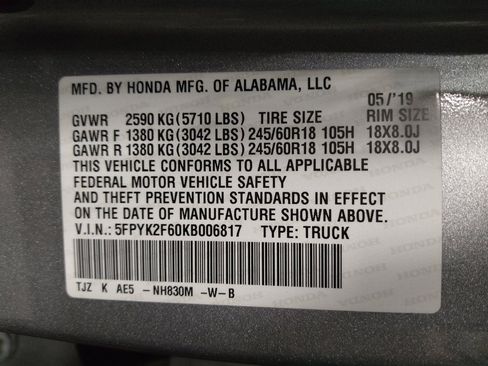 MFD. BY HONDA MFG. OF ALABAMA, LLC
05/'19
GVWR 2590 KG (5710 LBS) TIRE SIZE RIM SIZE
GAWR F 1380 KG (3042 LBS) 245/60R18 105H 18X8.0J
GAWR R 1380 KG (3042 LBS) 245/60R18 105H 18X8.0J
THIS VEHICLE CONFORMS TO ALL APPLICABLE
FEDERAL MOTOR VEHICLE SAFETY
AND THEFT PREVENTION STANDARDS IN EFFECT
ON THE DATE OF MANUFACTURE SHOWN ABOVE.
V.I.N.: 5FPYK2F60KB006817 TYPE: TRUCK
TJZ K AE5 -NH830M -W-B